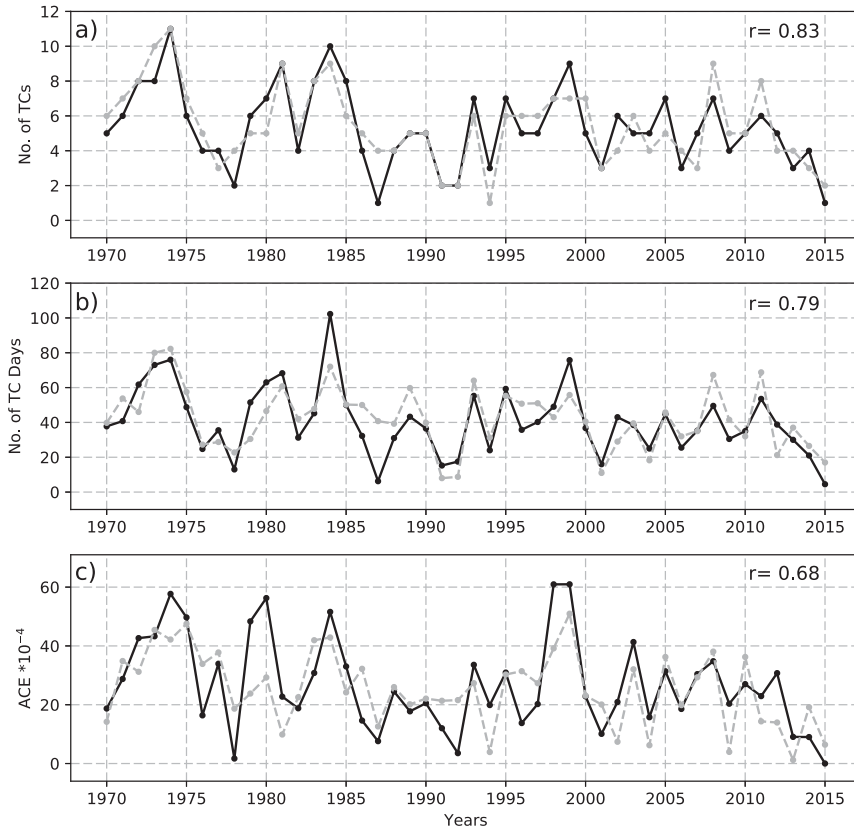 a)
r= 0.83
No. of TCs
12
10
8
6
4
2
0
1970 1975 1980 1985 1990 1995 2000 2005 2010 2015
b)
r= 0.79
No. of TC Days
120
100
80
60
40
20
0
1970 1975 1980 1985 1990 1995 2000 2005 2010 2015
c)
r= 0.68
ACE *10⁻⁴
60
40
20
0
1970 1975 1980 1985 1990 1995 2000 2005 2010 2015
Years